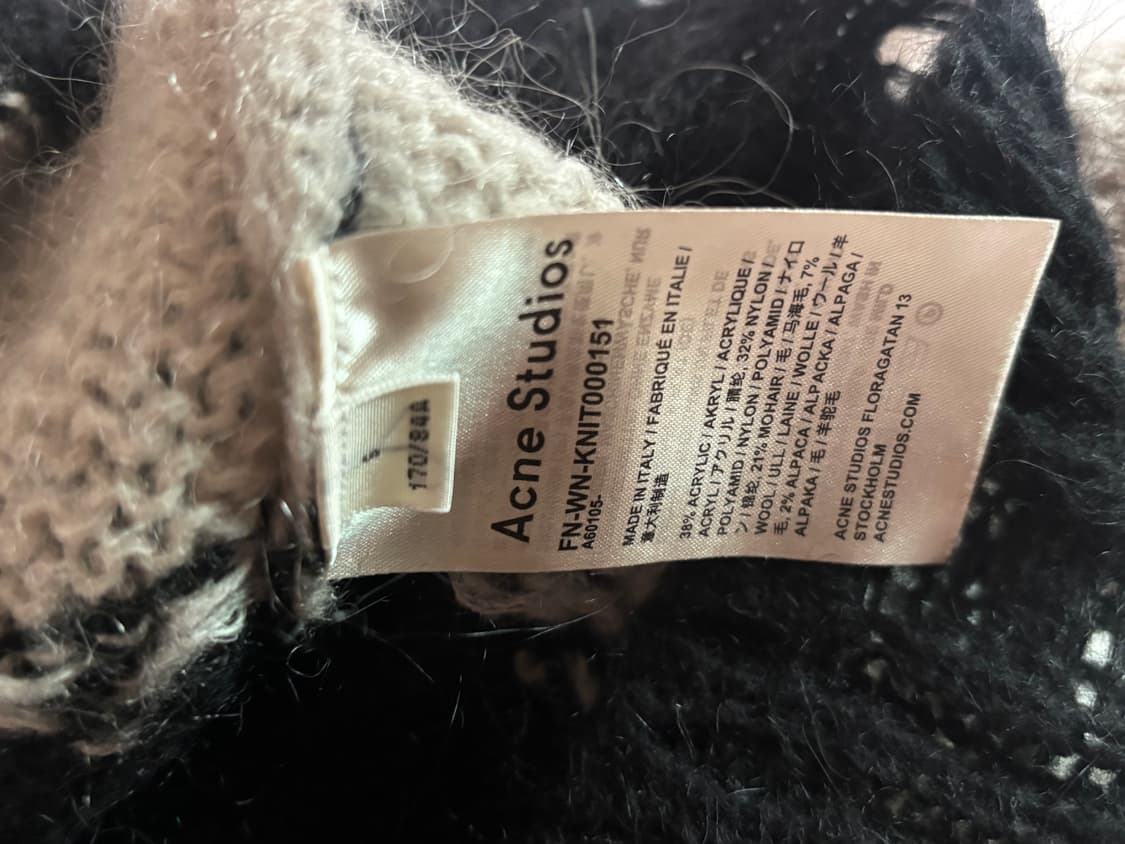 S
170/84A
Acne Studios
FN-WN-KNIT000151
A60105-
MADE IN ITALY / FABRIQUÉ EN ITALIE /
意大利制造
38% ACRYLIC / AKRYL / ACRYLIQUE /
ACRYL / アクリル / 腈纶, 32% NYLON /
POLYAMID / NYLON / POLYAMID / ナイロ
ン / 锦纶, 21% MOHAIR / 毛 / 马海毛, 7%
WOOL / ULL / LAINE / WOLLE / ウール / 羊
毛, 2% ALPACA / ALPACKA / ALPAGA /
ALPAKA / 毛 / 羊驼毛
ACNE STUDIOS FLORAGATAN 13
STOCKHOLM
ACNESTUDIOS.COM